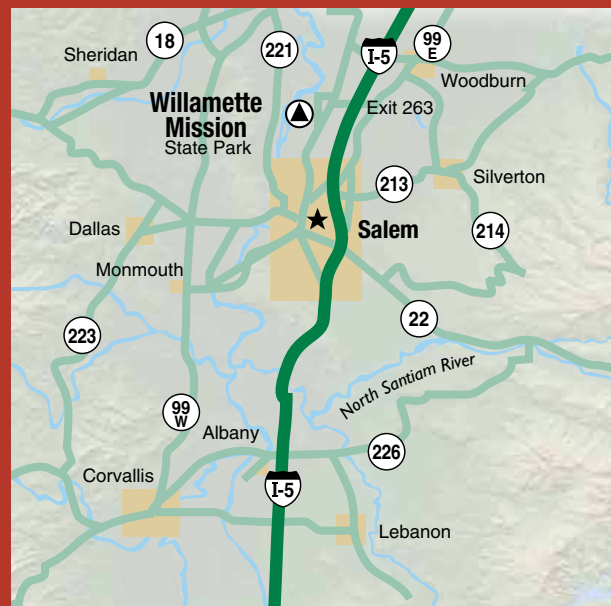 18
221
I-5
99
E
Sheridan
Woodburn
Willamette
Mission
State Park
Exit 263
213
Silverton
Dallas
Salem
214
Monmouth
223
22
North Santiam River
99
W
Albany
226
Corvallis
I-5
Lebanon